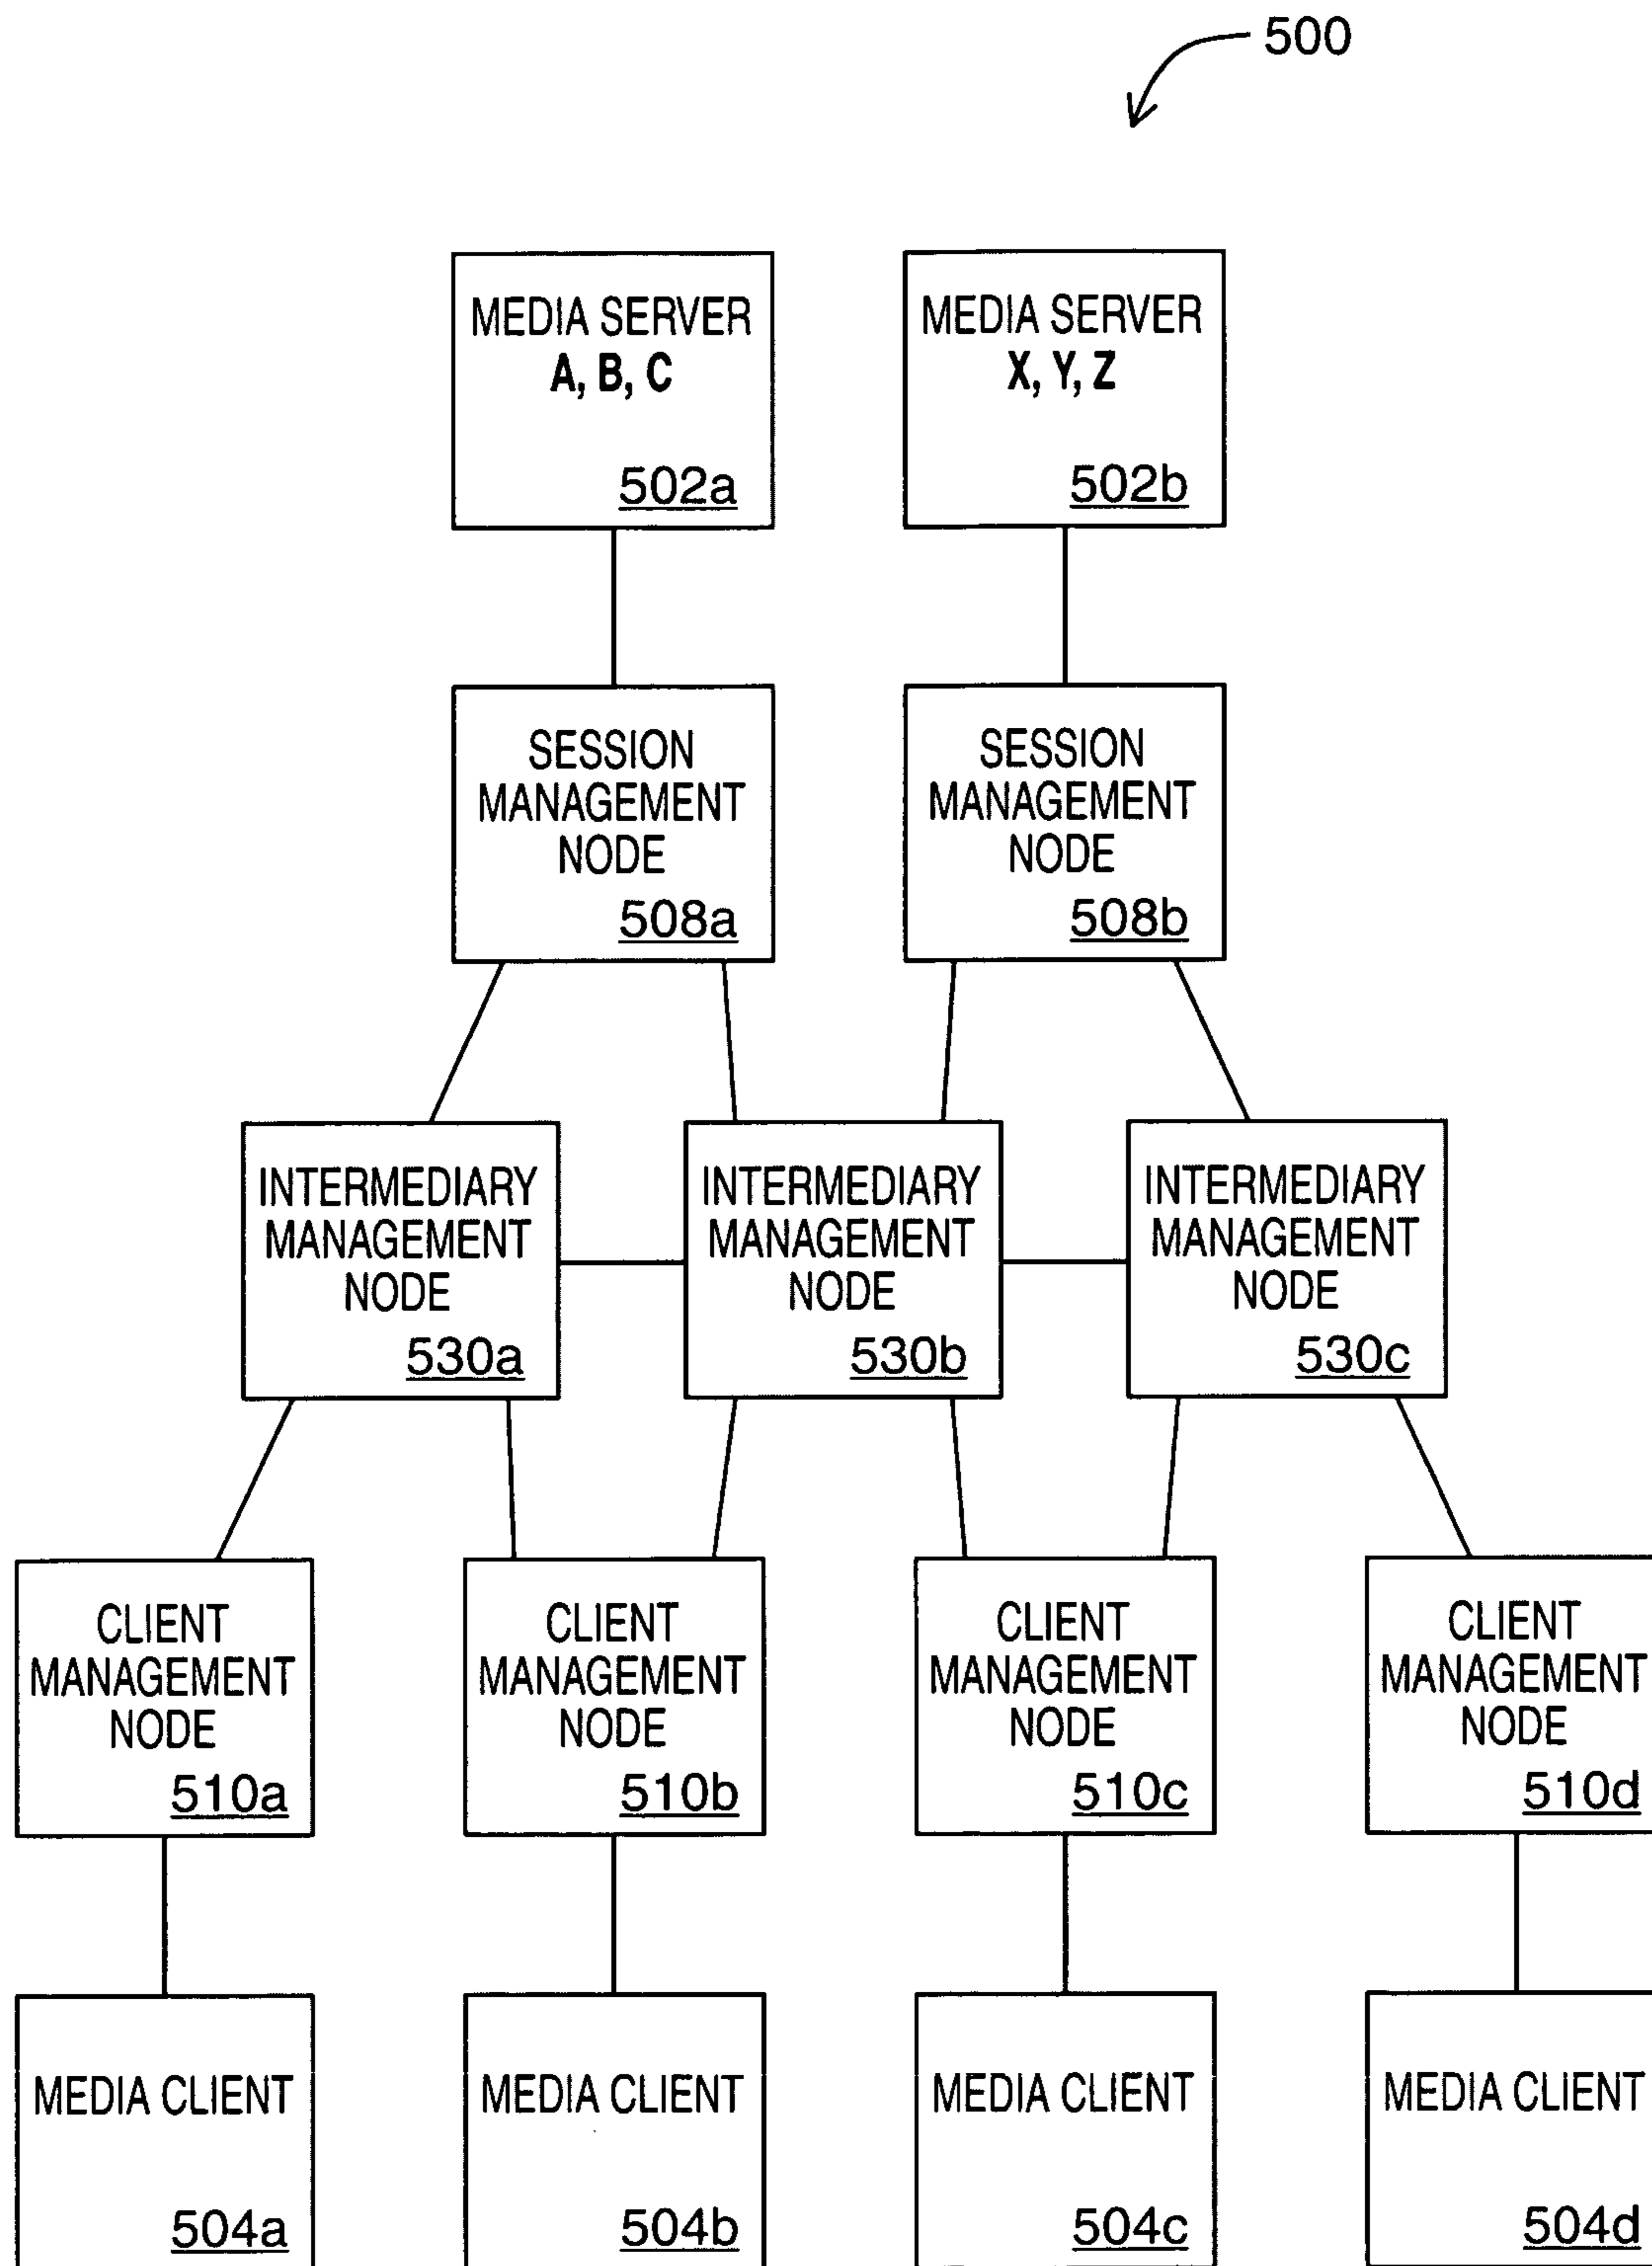 500
MEDIA SERVER
A, B, C
502a
MEDIA SERVER
X, Y, Z
502b
SESSION
MANAGEMENT
NODE
508a
SESSION
MANAGEMENT
NODE
508b
INTERMEDIARY
MANAGEMENT
NODE
530a
INTERMEDIARY
MANAGEMENT
NODE
530b
INTERMEDIARY
MANAGEMENT
NODE
530c
CLIENT
MANAGEMENT
NODE
510a
CLIENT
MANAGEMENT
NODE
510b
CLIENT
MANAGEMENT
NODE
510c
CLIENT
MANAGEMENT
NODE
510d
MEDIA CLIENT
504a
MEDIA CLIENT
504b
MEDIA CLIENT
504c
MEDIA CLIENT
504d